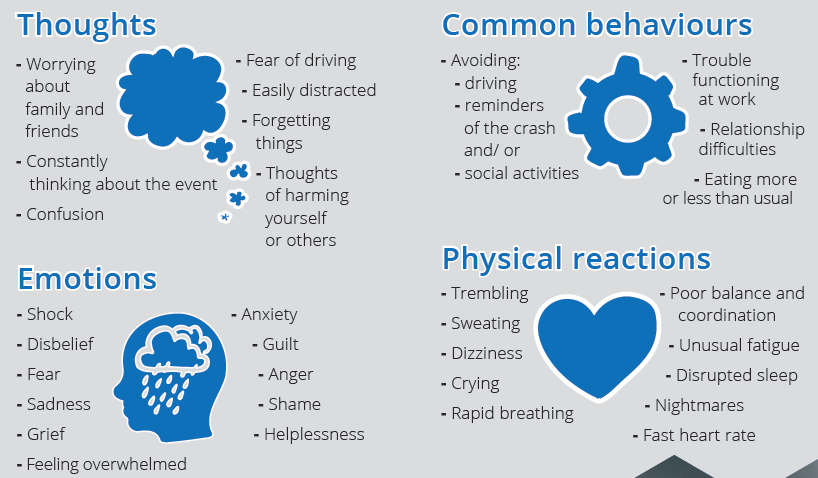 Thoughts
- Worrying
about
family and
friends
- Constantly
thinking about the event
- Confusion
- Fear of driving
- Easily distracted
- Forgetting
things
- Thoughts
of harming
yourself
or others
Common behaviours
- Avoiding:
- driving
- reminders
of the crash
and/ or
- social activities
- Trouble
functioning
at work
- Relationship
difficulties
- Eating more
or less than usual
Emotions
- Shock
- Disbelief
- Fear
- Sadness
- Grief
- Feeling overwhelmed
- Anxiety
- Guilt
- Anger
- Shame
- Helplessness
Physical reactions
- Trembling
- Sweating
- Dizziness
- Crying
- Rapid breathing
- Poor balance and
coordination
- Unusual fatigue
- Disrupted sleep
- Nightmares
- Fast heart rate